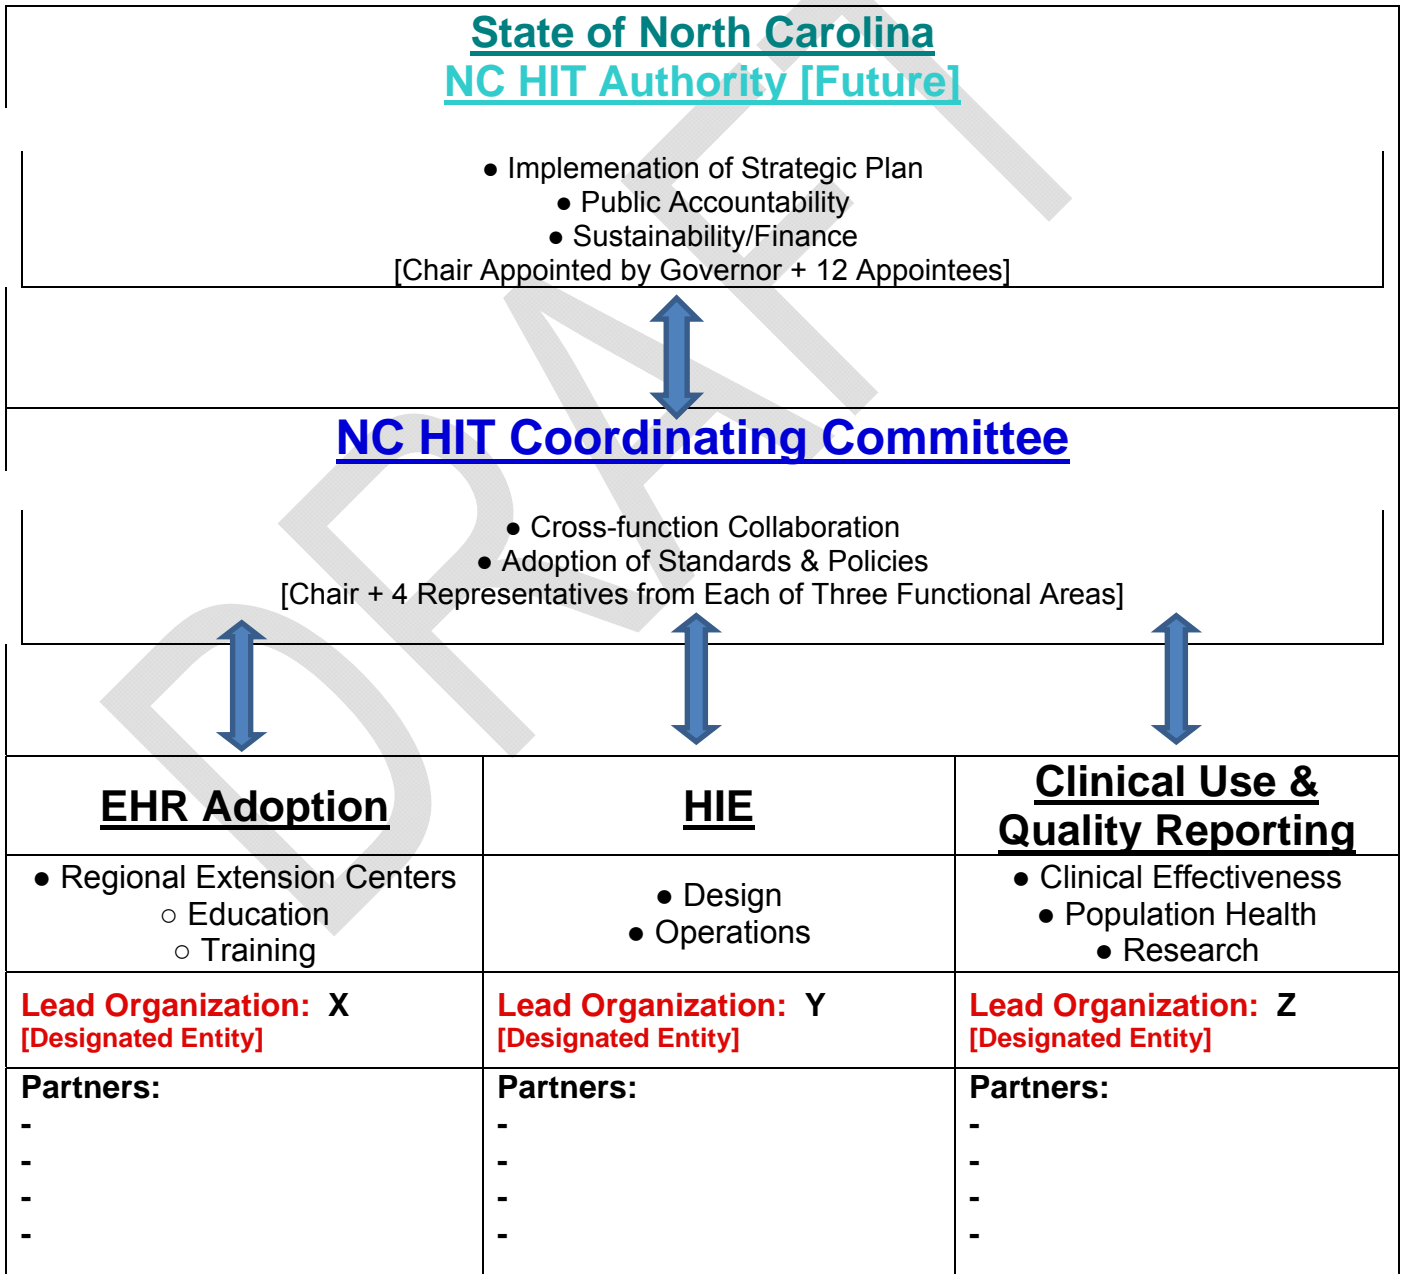 State of North Carolina
NC HIT Authority [Future]
● Implemenation of Strategic Plan
● Public Accountability
● Sustainability/Finance
[Chair Appointed by Governor + 12 Appointees]
NC HIT Coordinating Committee
● Cross-function Collaboration
● Adoption of Standards & Policies
[Chair + 4 Representatives from Each of Three Functional Areas]
EHR Adoption
HIE
Clinical Use &
Quality Reporting
● Regional Extension Centers
○ Education
○ Training
● Design
● Operations
● Clinical Effectiveness
● Population Health
● Research
Lead Organization: X
[Designated Entity]
Lead Organization: Y
[Designated Entity]
Lead Organization: Z
[Designated Entity]
Partners:
-
-
-
-
Partners:
-
-
-
-
Partners:
-
-
-
-
DRAFT